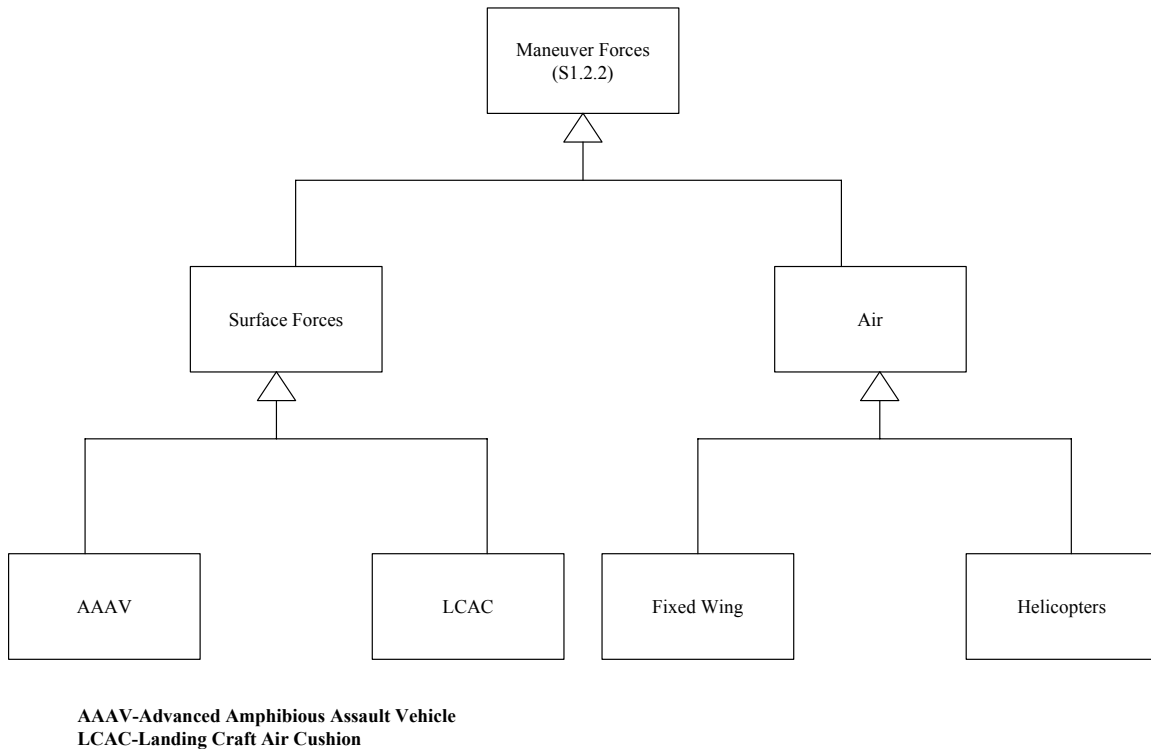 Maneuver Forces
(S1.2.2)
Surface Forces
Air
AAAV
LCAC
Fixed Wing
Helicopters
AAAV-Advanced Amphibious Assault Vehicle
LCAC-Landing Craft Air Cushion